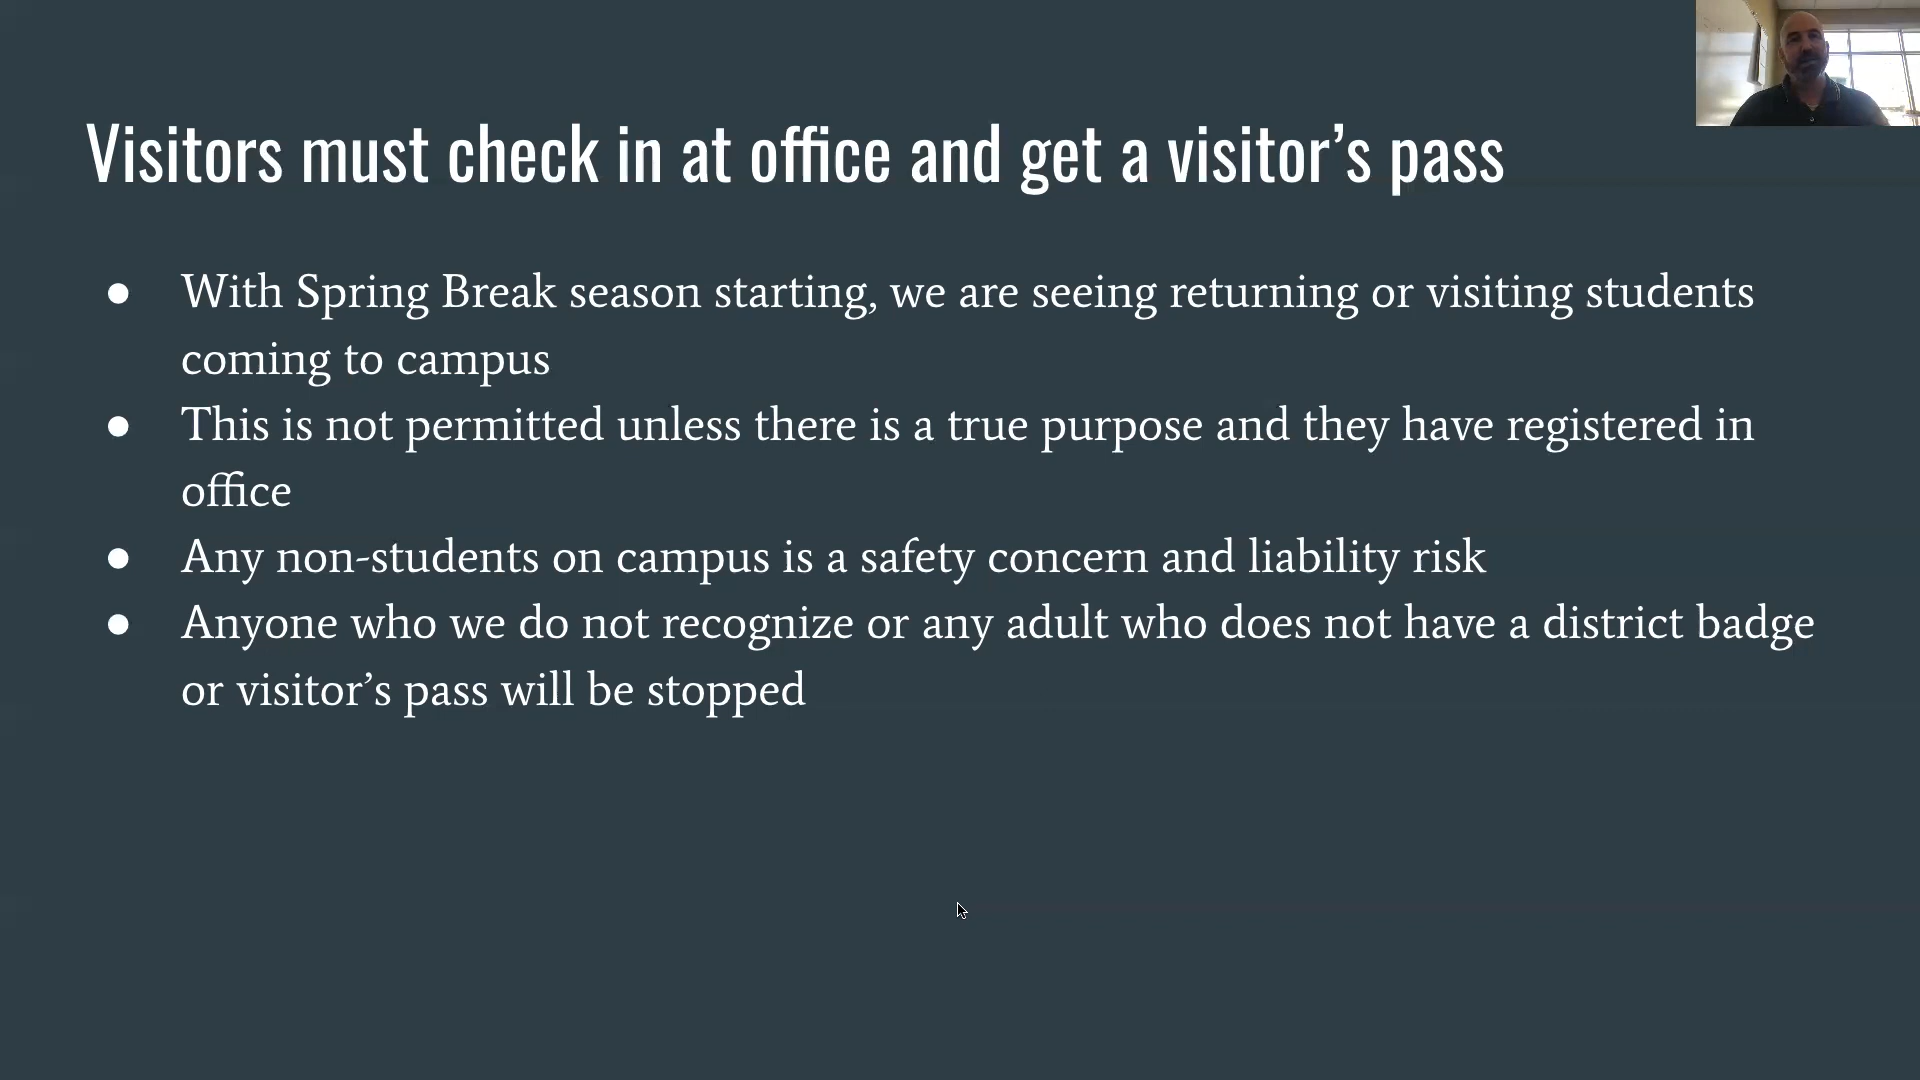 Visitors must check in at office and get a visitor’s pass
● With Spring Break season starting, we are seeing returning or visiting students
coming to campus
● This is not permitted unless there is a true purpose and they have registered in
office
● Any non-students on campus is a safety concern and liability risk
● Anyone who we do not recognize or any adult who does not have a district badge
or visitor’s pass will be stopped